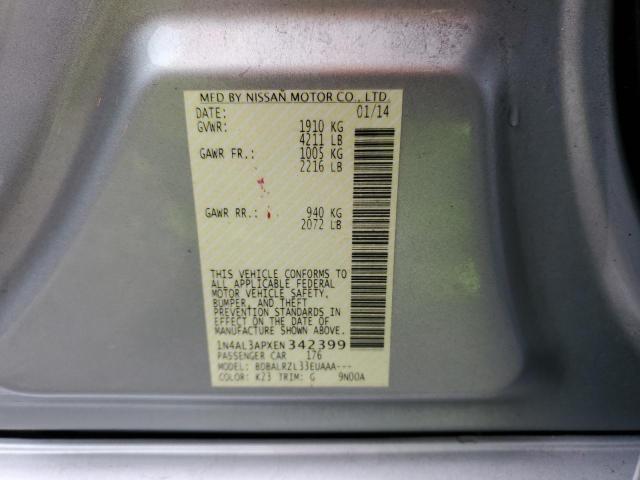 MFD BY NISSAN MOTOR CO., LTD.
DATE: 01/14
GVWR: 1910 KG
4211 LB
GAWR FR.: 1005 KG
2216 LB
GAWR RR.: 940 KG
2072 LB
THIS VEHICLE CONFORMS TO
ALL APPLICABLE FEDERAL
MOTOR VEHICLE SAFETY,
BUMPER, AND THEFT
PREVENTION STANDARDS IN
EFFECT ON THE DATE OF
MANUFACTURE SHOWN ABOVE.
1N4AL3APXEN 342399
PASSENGER CAR 176
MODEL: BDBALRZL33EUAAA---
COLOR: K23 TRIM: G 9N00A